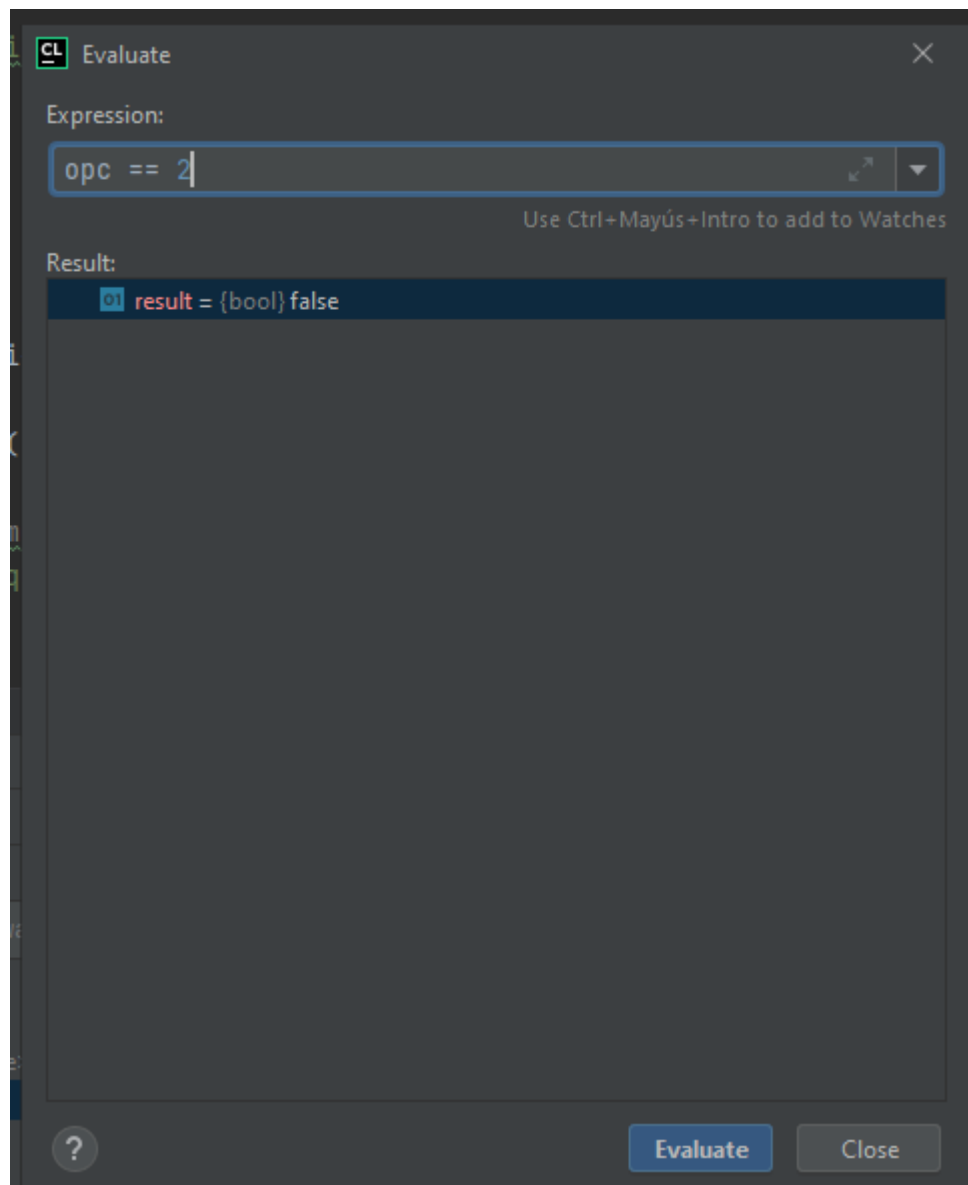 CL Evaluate
Expression:
opc == 2
Use Ctrl+Mayús+Intro to add to Watches
Result:
01 result = {bool} false
? Evaluate Close